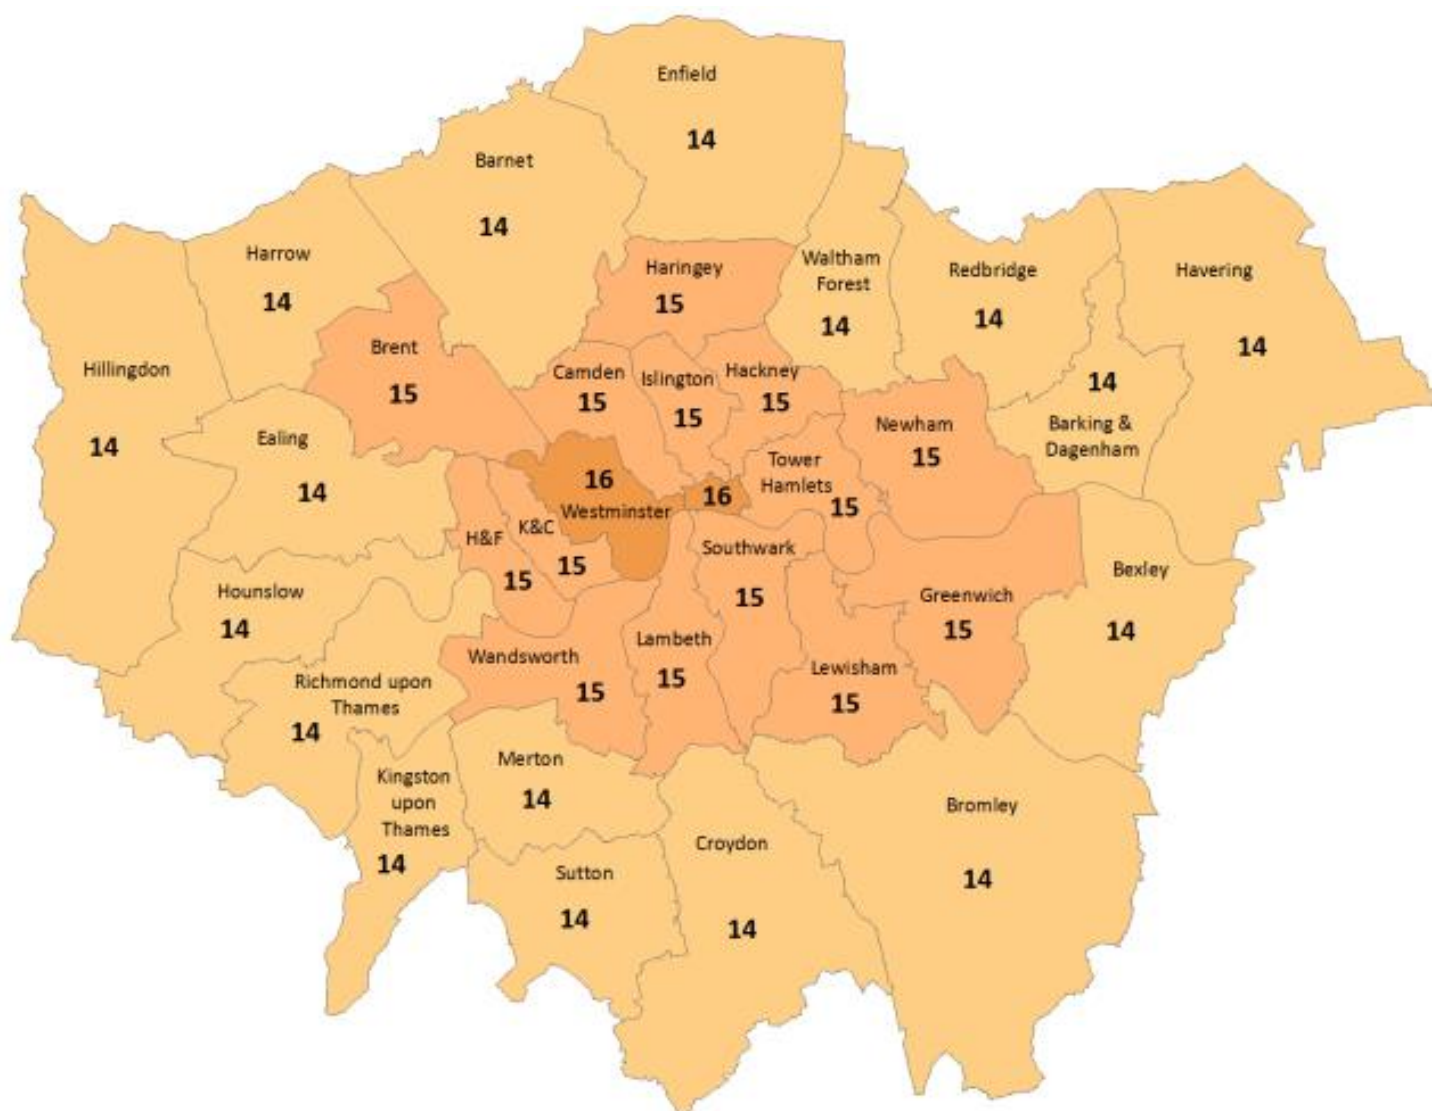 Enfield
14
Barnet
14
Harrow
14
Haringey
15
Waltham
Forest
14
Redbridge
14
Havering
14
Hillingdon
14
Brent
15
Camden
15
Islington
15
Hackney
15
Newham
15
14
Barking &
Dagenham
Ealing
14
16
Westminster
16
Tower
Hamlets
15
H&F
15
K&C
15
Southwark
15
Greenwich
15
Bexley
14
Hounslow
14
Wandsworth
15
Lambeth
15
Lewisham
15
Richmond upon
Thames
14
Kingston
upon
Thames
14
Merton
14
Sutton
14
Croydon
14
Bromley
14